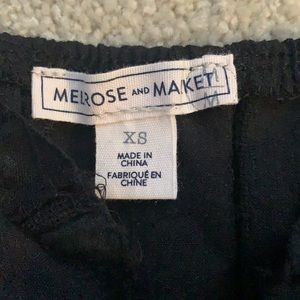 MELROSE AND MARKET
XS
MADE IN
CHINA
FABRIQUÉ EN
CHINE